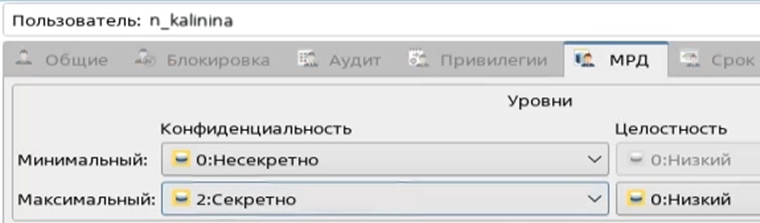 Пользователь: n_kalinina
Общие Блокировка Аудит Привилегии МРД Срок
Уровни
Конфиденциальность Целостность
Минимальный: 0:Несекретно 0:Низкий
Максимальный: 2:Секретно 0:Низкий